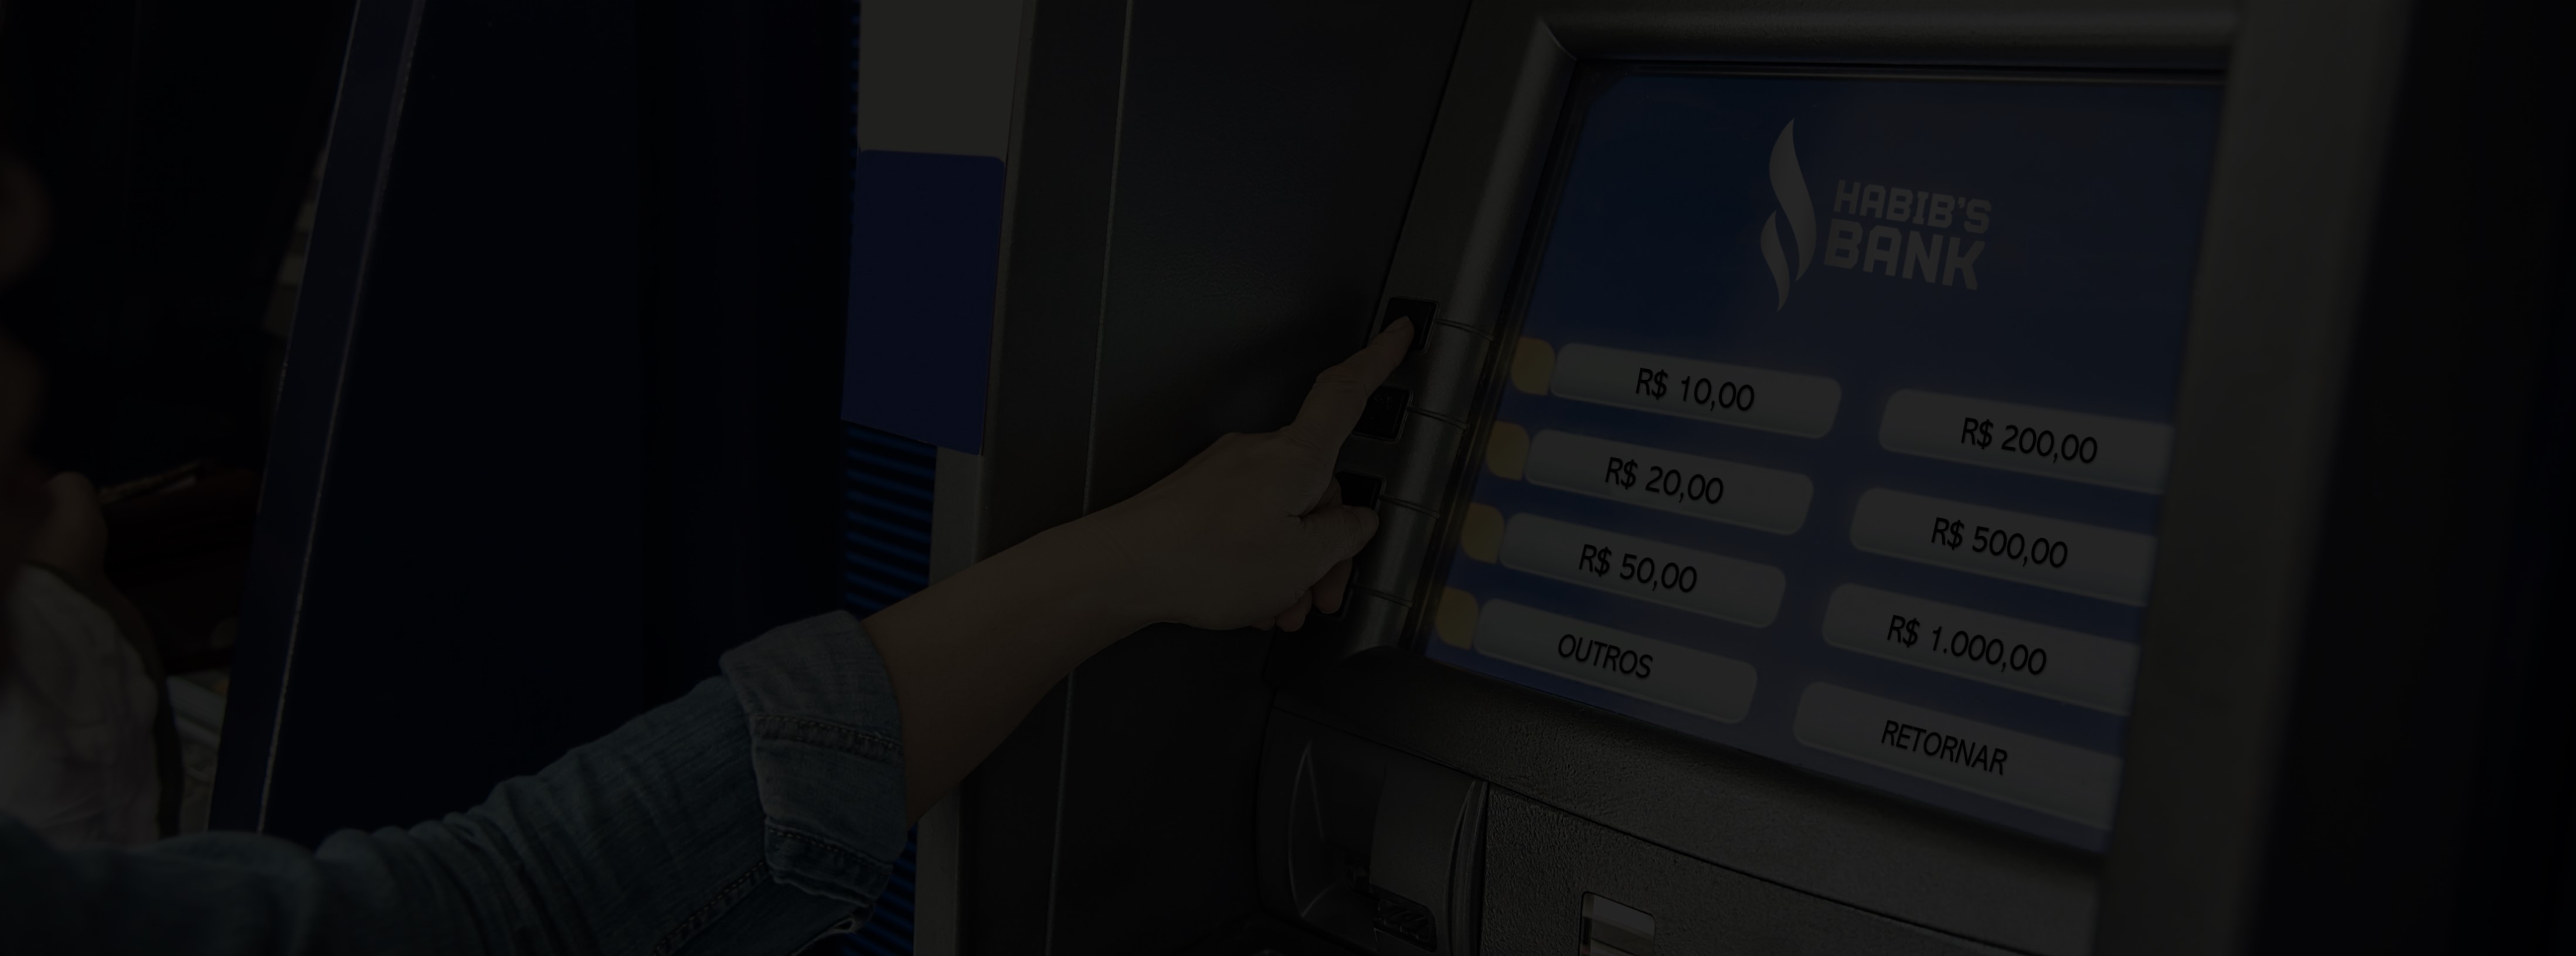 HABIB'S
BANK
R$ 10,00
R$ 200,00
R$ 20,00
R$ 500,00
R$ 50,00
R$ 1.000,00
OUTROS
RETORNAR